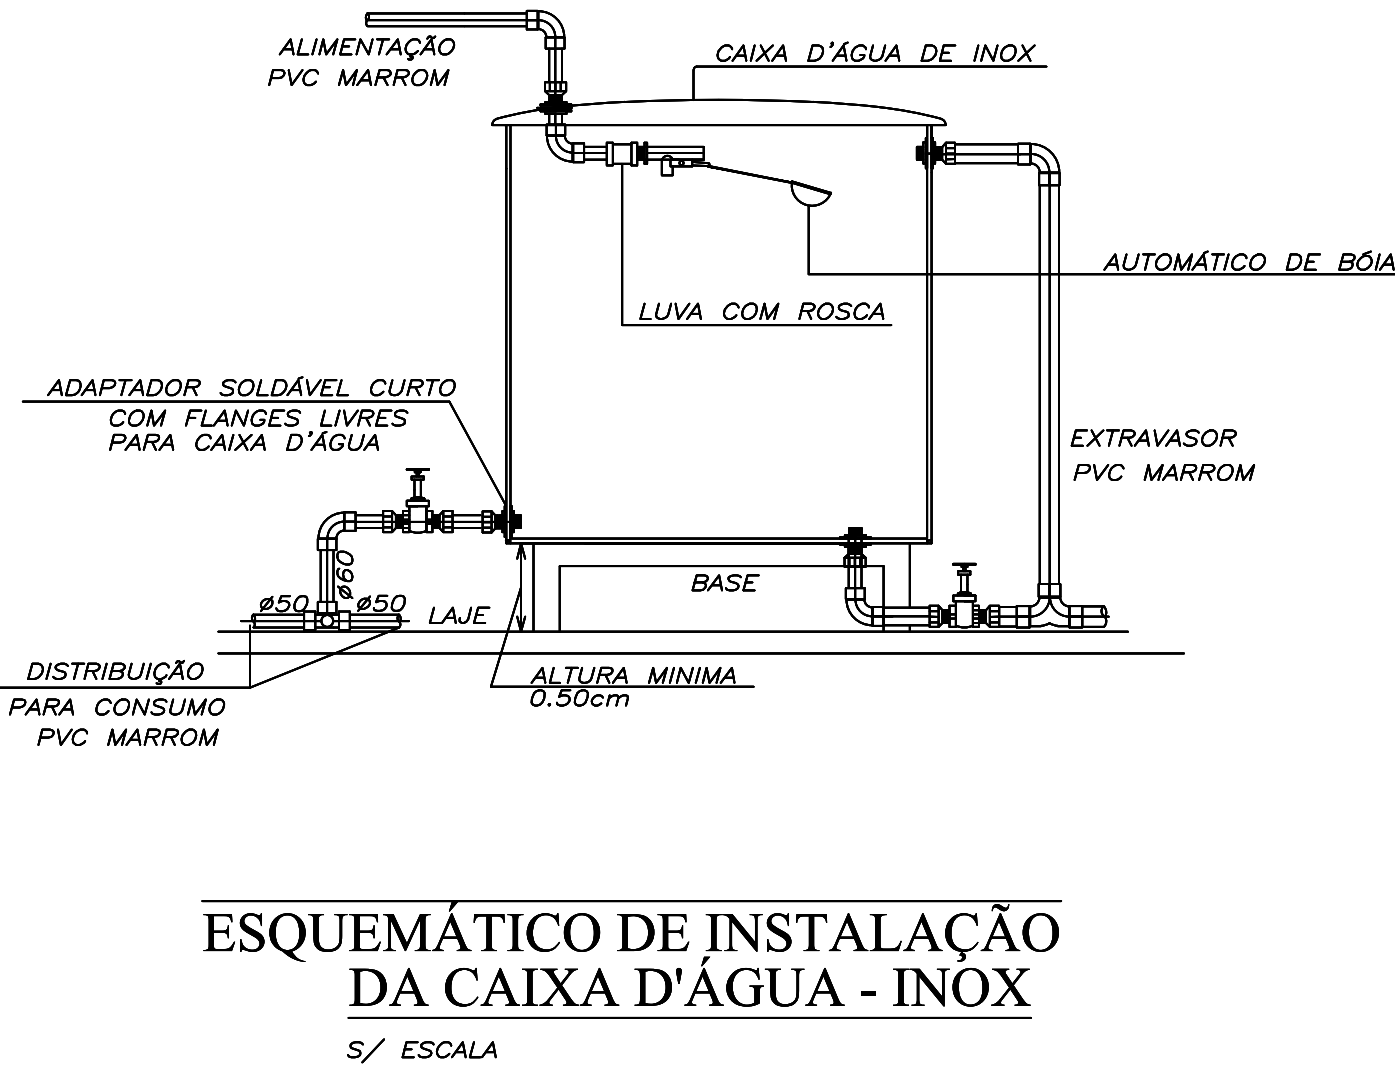 ALIMENTAÇÃO
PVC MARROM
CAIXA D'ÁGUA DE INOX
AUTOMÁTICO DE BÓIA
LUVA COM ROSCA
ADAPTADOR SOLDÁVEL CURTO
COM FLANGES LIVRES
PARA CAIXA D'ÁGUA
EXTRAVASOR
PVC MARROM
ø60
BASE
ø50 ø50
LAJE
DISTRIBUIÇÃO
PARA CONSUMO
PVC MARROM
ALTURA MINIMA
0.50cm
ESQUEMÁTICO DE INSTALAÇÃO
DA CAIXA D'ÁGUA - INOX
S/ ESCALA